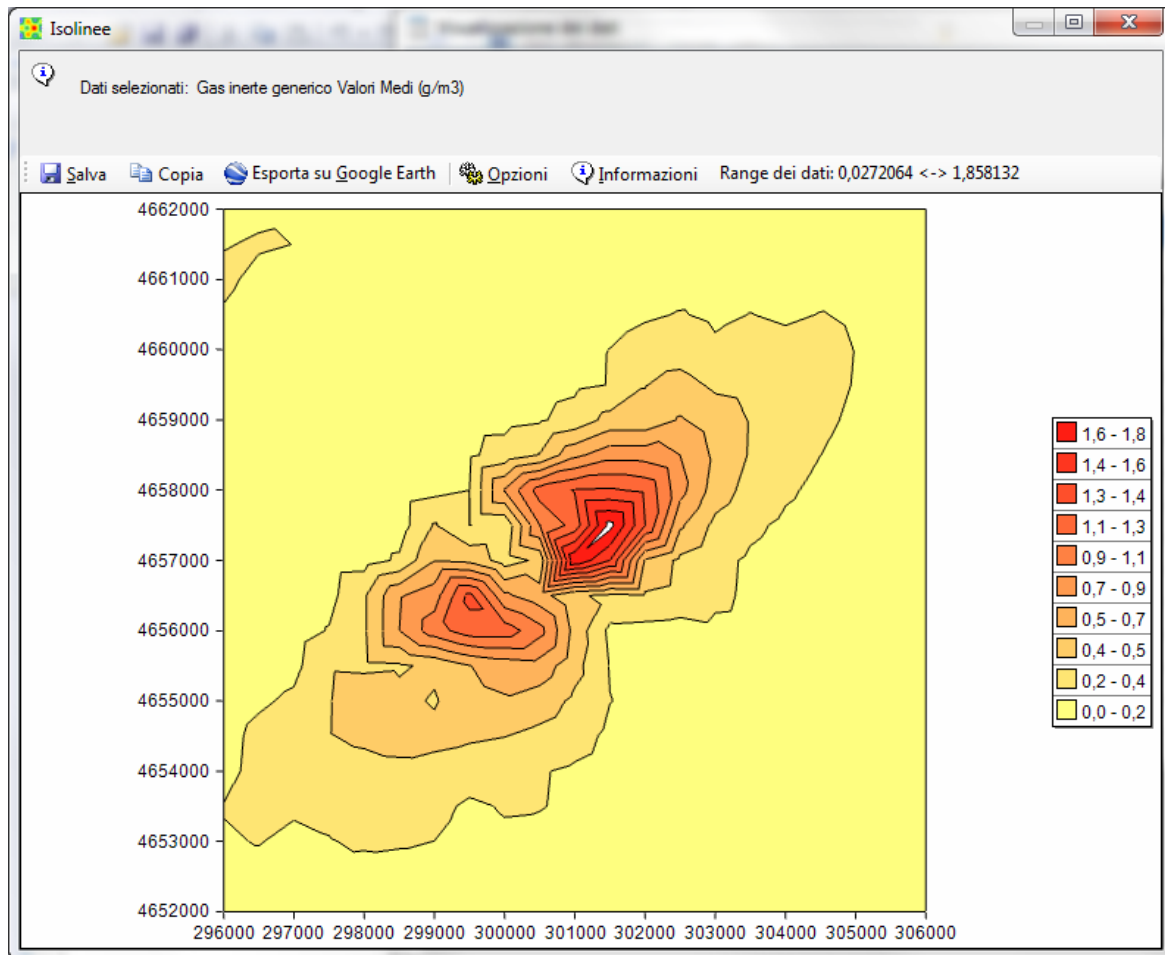 Isolinee
Dati selezionati: Gas inerte generico Valori Medi (g/m3)
Salva Copia Esporta su Google Earth Opzioni Informazioni Range dei dati: 0,0272064 <-> 1,858132
4662000
4661000
4660000
4659000
4658000
4657000
4656000
4655000
4654000
4653000
4652000
296000 297000 298000 299000 300000 301000 302000 303000 304000 305000 306000
1,6 - 1,8
1,4 - 1,6
1,3 - 1,4
1,1 - 1,3
0,9 - 1,1
0,7 - 0,9
0,5 - 0,7
0,4 - 0,5
0,2 - 0,4
0,0 - 0,2